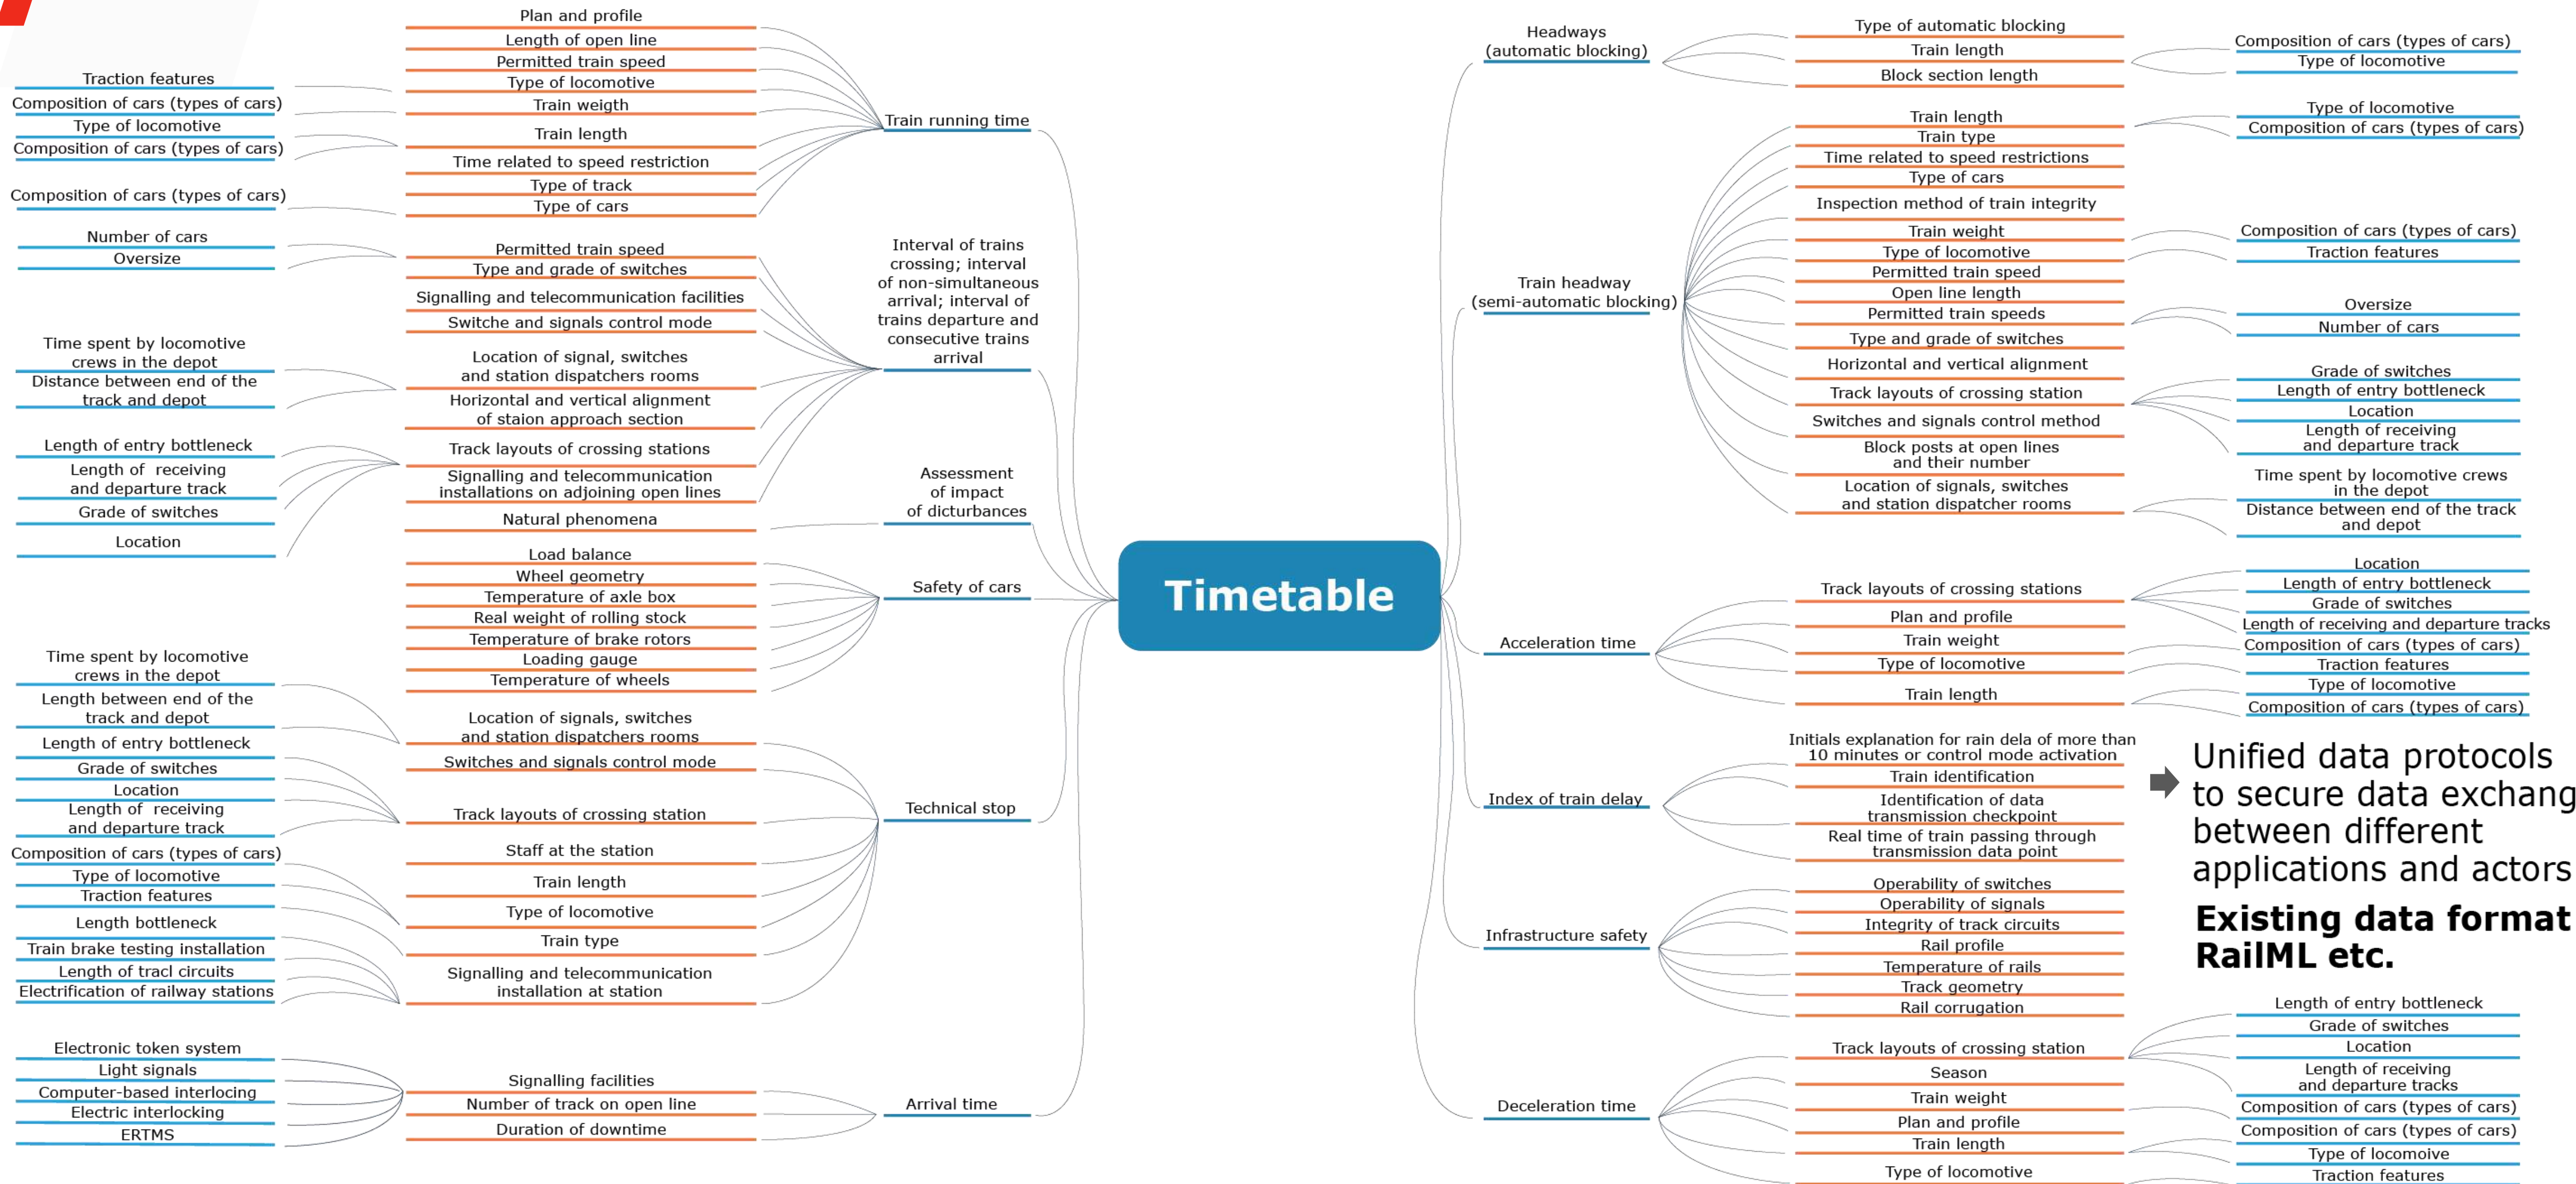 Plan and profile
Length of open line
Permitted train speed
Type of locomotive
Train weigth
Train length
Time related to speed restriction
Type of track
Type of cars
Traction features
Composition of cars (types of cars)
Type of locomotive
Composition of cars (types of cars)
Composition of cars (types of cars)
Train running time
Number of cars
Oversize
Time spent by locomotive
crews in the depot
Distance between end of the
track and depot
Length of entry bottleneck
Length of receiving
and departure track
Grade of switches
Location
Permitted train speed
Type and grade of switches
Signalling and telecommunication facilities
Switche and signals control mode
Location of signal, switches
and station dispatchers rooms
Horizontal and vertical alignment
of staion approach section
Track layouts of crossing stations
Signalling and telecommunication
installations on adjoining open lines
Interval of trains
crossing; interval
of non-simultaneous
arrival; interval of
trains departure and
consecutive trains
arrival
Natural phenomena
Assessment
of impact
of dicturbances
Load balance
Wheel geometry
Temperature of axle box
Real weight of rolling stock
Temperature of brake rotors
Loading gauge
Temperature of wheels
Safety of cars
Time spent by locomotive
crews in the depot
Length between end of the
track and depot
Length of entry bottleneck
Grade of switches
Location
Length of receiving
and departure track
Composition of cars (types of cars)
Type of locomotive
Traction features
Length bottleneck
Train brake testing installation
Length of tracl circuits
Electrification of railway stations
Location of signals, switches
and station dispatchers rooms
Switches and signals control mode
Track layouts of crossing station
Staff at the station
Train length
Type of locomotive
Train type
Signalling and telecommunication
installation at station
Technical stop
Electronic token system
Light signals
Computer-based interlocing
Electric interlocking
ERTMS
Signalling facilities
Number of track on open line
Duration of downtime
Arrival time
Timetable
Headways
(automatic blocking)
Type of automatic blocking
Train length
Block section length
Composition of cars (types of cars)
Type of locomotive
Train headway
(semi-automatic blocking)
Train length
Train type
Time related to speed restrictions
Type of cars
Inspection method of train integrity
Train weight
Type of locomotive
Permitted train speed
Open line length
Permitted train speeds
Type and grade of switches
Horizontal and vertical alignment
Track layouts of crossing station
Switches and signals control method
Block posts at open lines
and their number
Location of signals, switches
and station dispatcher rooms
Type of locomotive
Composition of cars (types of cars)
Composition of cars (types of cars)
Traction features
Oversize
Number of cars
Grade of switches
Length of entry bottleneck
Location
Length of receiving
and departure track
Time spent by locomotive crews
in the depot
Distance between end of the track
and depot
Acceleration time
Track layouts of crossing stations
Plan and profile
Train weight
Type of locomotive
Train length
Location
Length of entry bottleneck
Grade of switches
Length of receiving and departure tracks
Composition of cars (types of cars)
Traction features
Type of locomotive
Composition of cars (types of cars)
Index of train delay
Initials explanation for rain dela of more than
10 minutes or control mode activation
Train identification
Identification of data
transmission checkpoint
Real time of train passing through
transmission data point
Unified data protocols
to secure data exchang
between different
applications and actors
Existing data format
RailML etc.
Infrastructure safety
Operability of switches
Operability of signals
Integrity of track circuits
Rail profile
Temperature of rails
Track geometry
Rail corrugation
Deceleration time
Track layouts of crossing station
Season
Train weight
Plan and profile
Train length
Type of locomotive
Length of entry bottleneck
Grade of switches
Location
Length of receiving
and departure tracks
Composition of cars (types of cars)
Composition of cars (types of cars)
Type of locomoive
Traction features